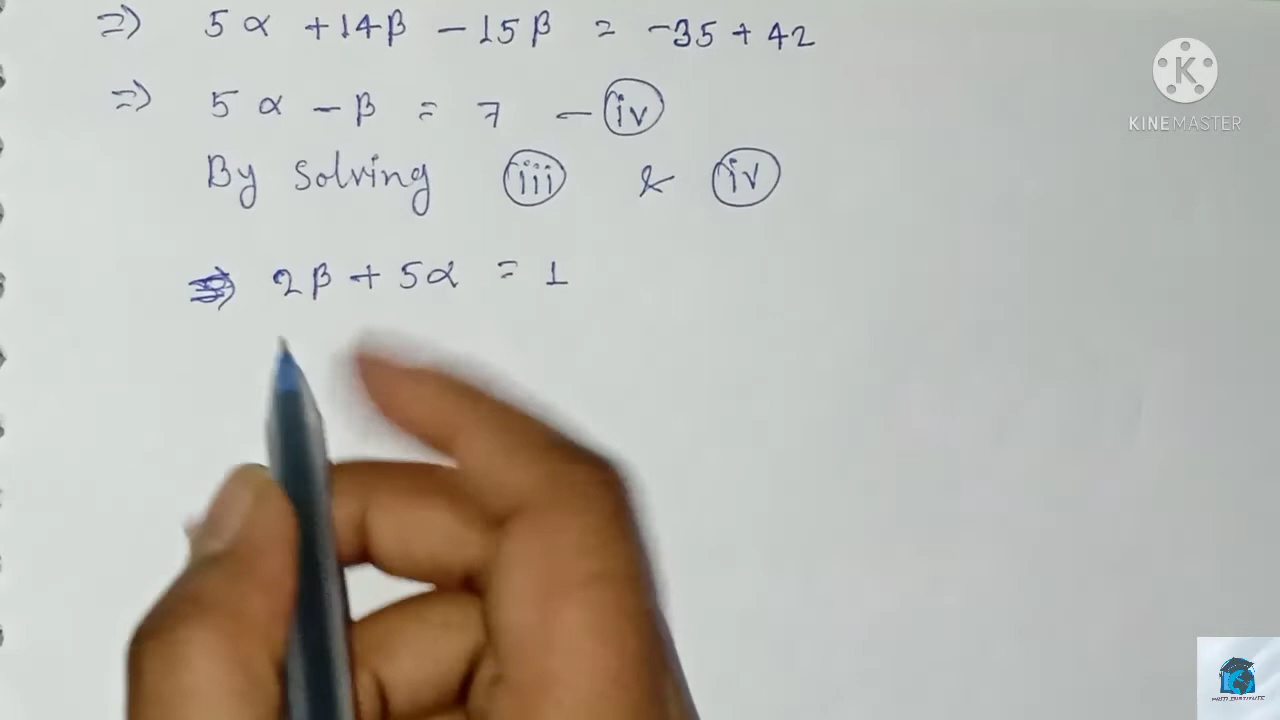 => 5α + 14β - 15β = -35 + 42
=> 5α - β = 7 - (iv)
By Solving (iii) & (iv)
=> 2β + 5α = 1
KINEMASTER